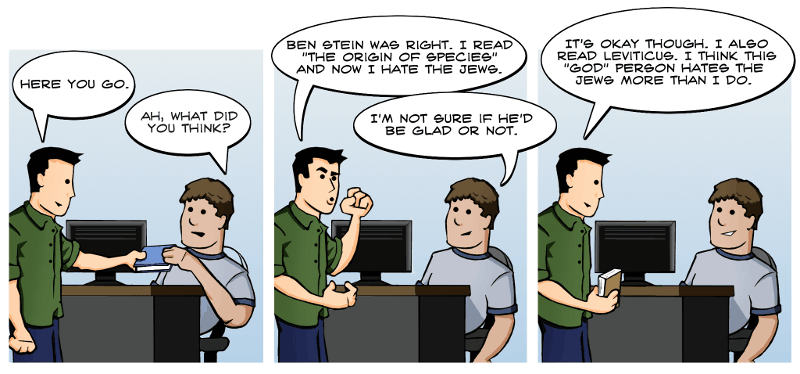 HERE YOU GO.
AH, WHAT DID
YOU THINK?
BEN STEIN WAS RIGHT. I READ
"THE ORIGIN OF SPECIES"
AND NOW I HATE THE JEWS.
I'M NOT SURE IF HE'D
BE GLAD OR NOT.
IT'S OKAY THOUGH. I ALSO
READ LEVITICUS. I THINK THIS
"GOD" PERSON HATES THE
JEWS MORE THAN I DO.